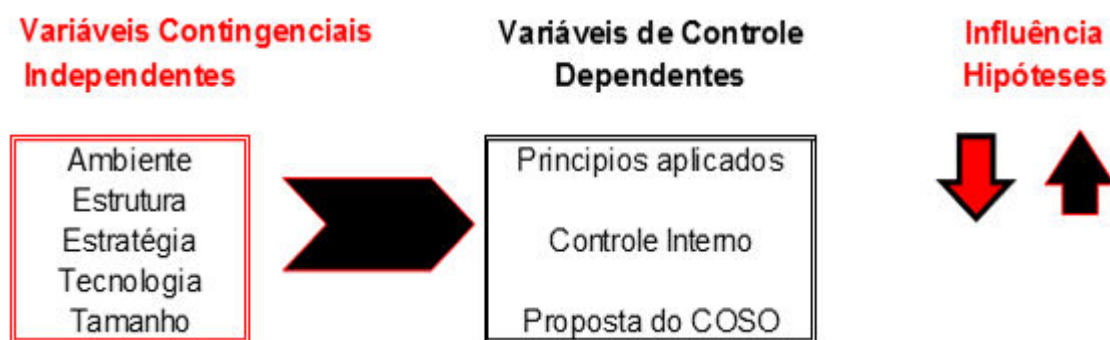 Variáveis Contingenciais
Independentes
Variáveis de Controle
Dependentes
Influência
Hipóteses
Ambiente
Estrutura
Estratégia
Tecnologia
Tamanho
Principios aplicados
Controle Interno
Proposta do COSO